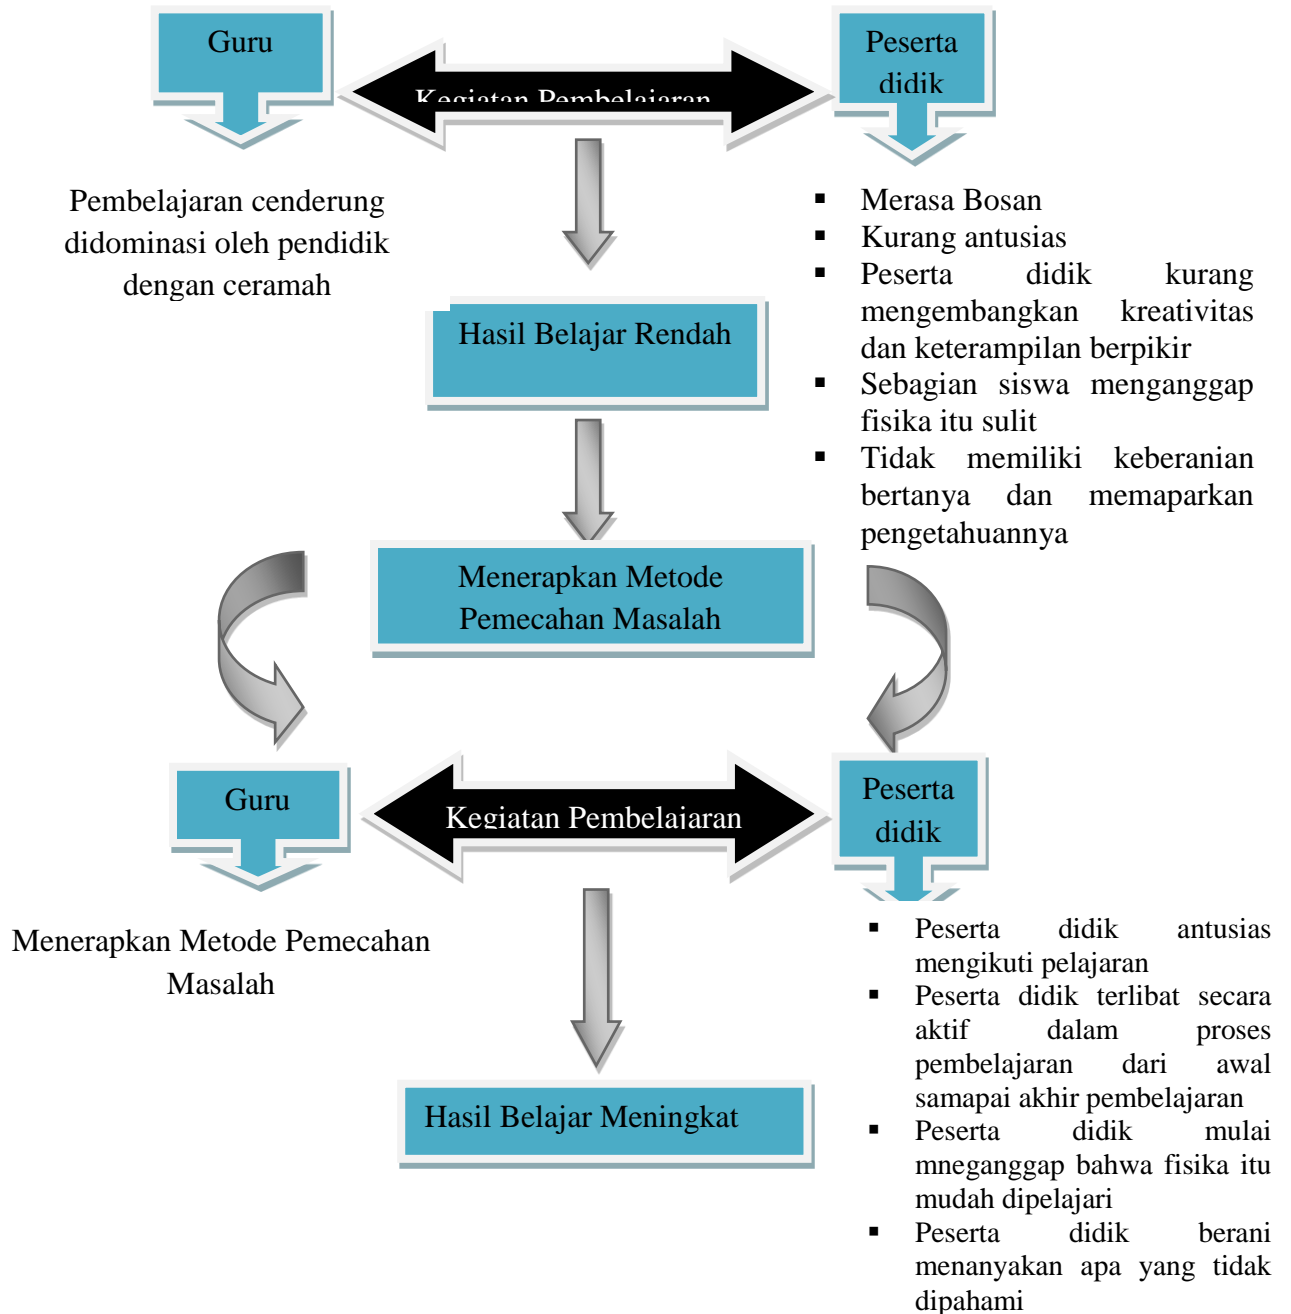 Guru
Peserta
didik
Kegiatan Pembelajaran
Pembelajaran cenderung
didominasi oleh pendidik
dengan ceramah
▪ Merasa Bosan
▪ Kurang antusias
▪ Peserta didik kurang
mengembangkan kreativitas
dan keterampilan berpikir
▪ Sebagian siswa menganggap
fisika itu sulit
▪ Tidak memiliki keberanian
bertanya dan memaparkan
pengetahuannya
Hasil Belajar Rendah
Menerapkan Metode
Pemecahan Masalah
Guru
Kegiatan Pembelajaran
Peserta
didik
Menerapkan Metode Pemecahan
Masalah
▪ Peserta didik antusias
mengikuti pelajaran
▪ Peserta didik terlibat secara
aktif dalam proses
pembelajaran dari awal
samapai akhir pembelajaran
▪ Peserta didik mulai
mneganggap bahwa fisika itu
mudah dipelajari
▪ Peserta didik berani
menanyakan apa yang tidak
dipahami
Hasil Belajar Meningkat